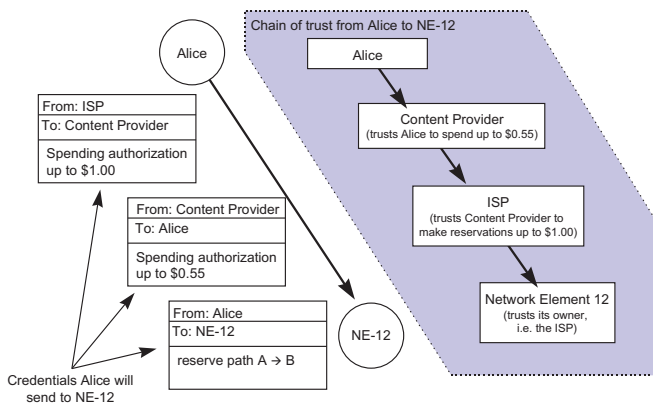 Chain of trust from Alice to NE-12
Alice
Alice
From: ISP
To: Content Provider
Spending authorization
up to $1.00
Content Provider
(trusts Alice to spend up to $0.55)
From: Content Provider
To: Alice
Spending authorization
up to $0.55
ISP
(trusts Content Provider to
make reservations up to $1.00)
From: Alice
To: NE-12
reserve path A → B
NE-12
Network Element 12
(trusts its owner,
i.e. the ISP)
Credentials Alice will
send to NE-12